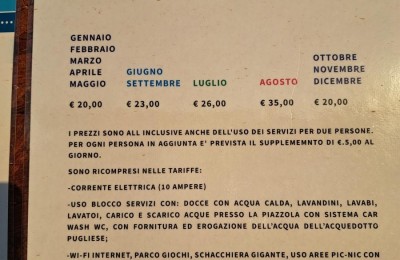 GENNAIO
FEBBRAIO
MARZO
APRILE
MAGGIO
€ 20,00
GIUGNO
SETTEMBRE
€ 23,00
LUGLIO
€ 26,00
AGOSTO
€ 35,00
OTTOBRE
NOVEMBRE
DICEMBRE
€ 20,00
I PREZZI SONO ALL INCLUSIVE ANCHE DELL'USO DEI SERVIZI PER DUE PERSONE.
PER OGNI PERSONA IN AGGIUNTA E' PREVISTA IL SUPPLEMEMNTO DI €.5,00 AL
GIORNO.
SONO RICOMPRESI NELLE TARIFFE:
-CORRENTE ELETTRICA (10 AMPERE)
-USO BLOCCO SERVIZI CON: DOCCE CON ACQUA CALDA, LAVANDINI, LAVABI,
LAVATOI, CARICO E SCARICO ACQUE PRESSO LA PIAZZOLA CON SISTEMA CAR
WASH WC, CON FORNITURA ED EROGAZIONE DELL'ACQUA DELL'ACQUEDOTTO
PUGLIESE;
-WI-FI INTERNET, PARCO GIOCHI, SCACCHIERA GIGANTE, USO AREE PIC-NIC CON